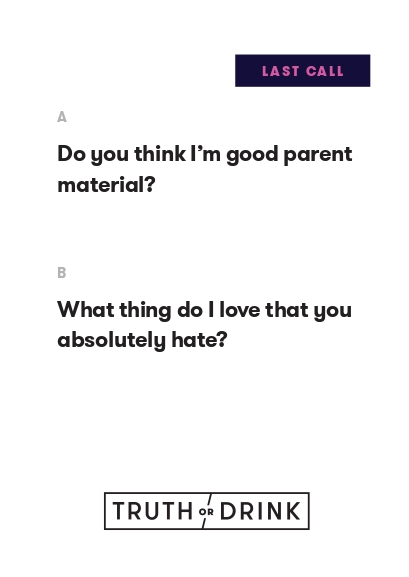 LAST CALL
A
Do you think I’m good parent
material?
B
What thing do I love that you
absolutely hate?
TRUTH OR DRINK